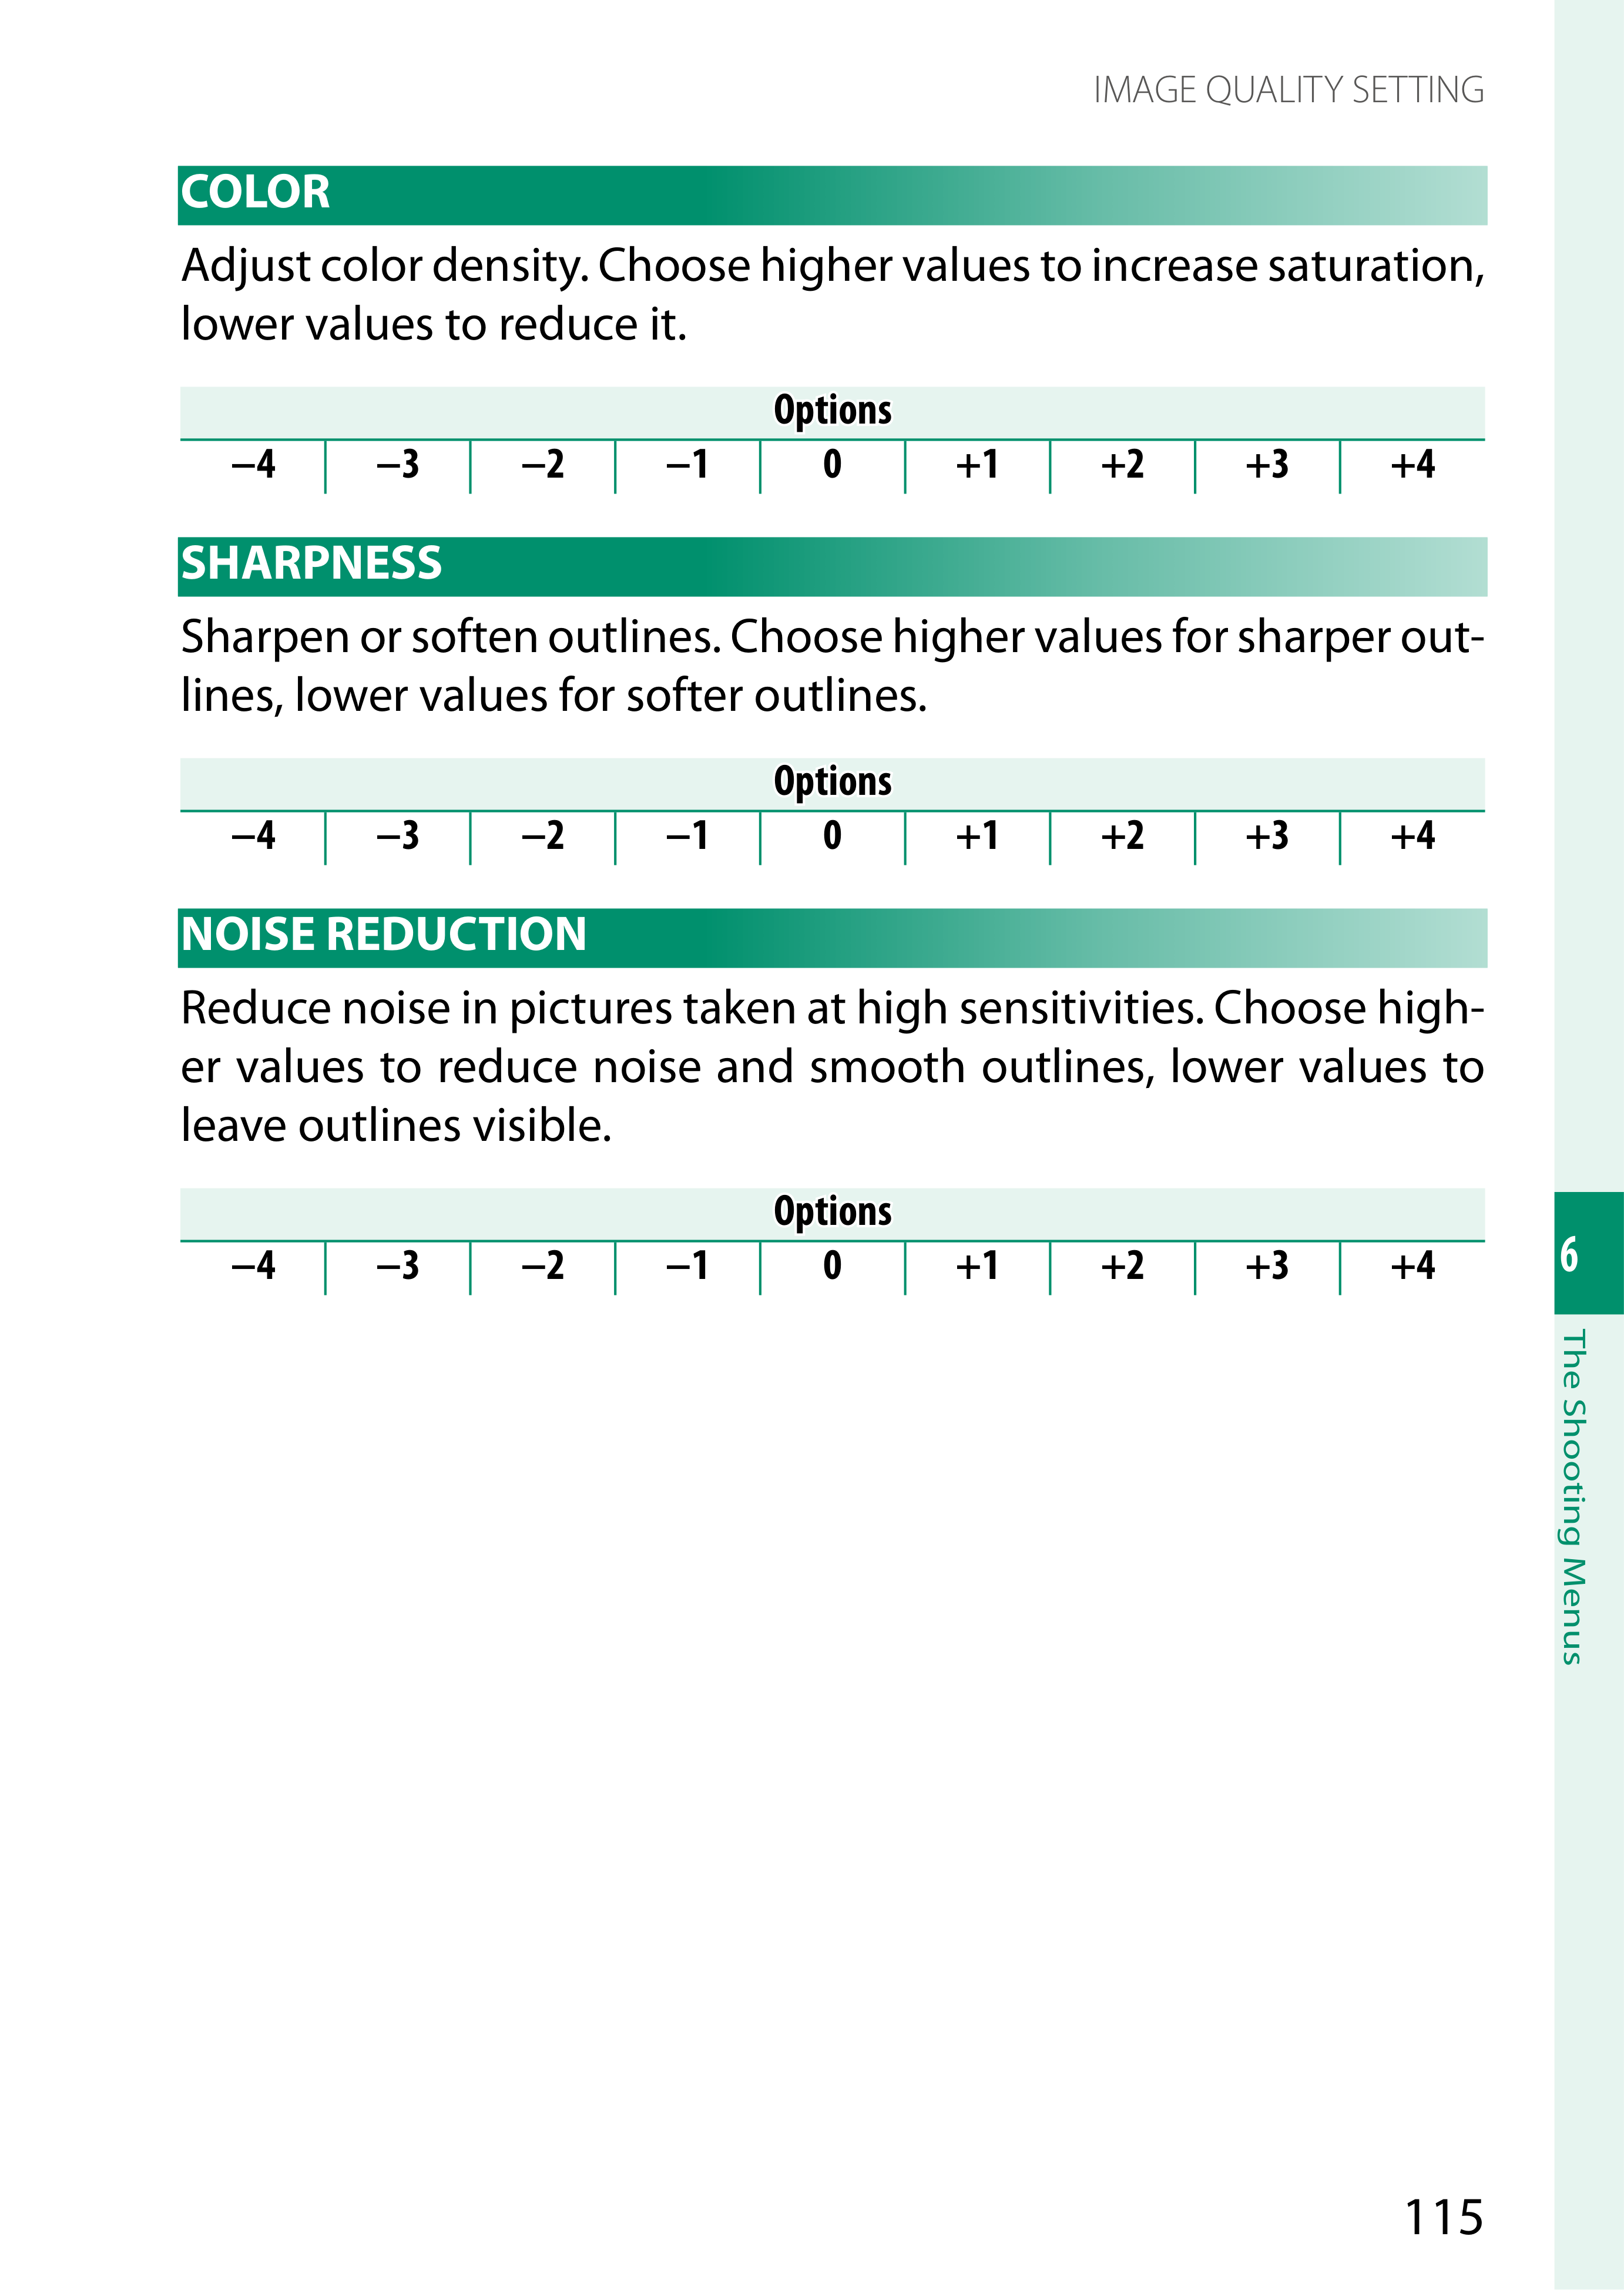 IMAGE QUALITY SETTING
COLOR
Adjust color density. Choose higher values to increase saturation,
lower values to reduce it.
Options
−4 −3 −2 −1 0 +1 +2 +3 +4
SHARPNESS
Sharpen or soften outlines. Choose higher values for sharper out-
lines, lower values for softer outlines.
Options
−4 −3 −2 −1 0 +1 +2 +3 +4
NOISE REDUCTION
Reduce noise in pictures taken at high sensitivities. Choose high-
er values to reduce noise and smooth outlines, lower values to
leave outlines visible.
Options
−4 −3 −2 −1 0 +1 +2 +3 +4
6
The Shooting Menus
115